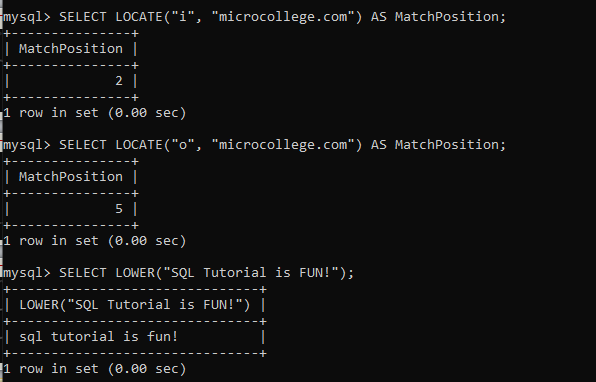 mysql> SELECT LOCATE("i", "microcollege.com") AS MatchPosition;
+---------------+
| MatchPosition |
+---------------+
|             2 |
+---------------+
1 row in set (0.00 sec)

mysql> SELECT LOCATE("o", "microcollege.com") AS MatchPosition;
+---------------+
| MatchPosition |
+---------------+
|             5 |
+---------------+
1 row in set (0.00 sec)

mysql> SELECT LOWER("SQL Tutorial is FUN!");
+-------------------------------+
| LOWER("SQL Tutorial is FUN!") |
+-------------------------------+
| sql tutorial is fun!          |
+-------------------------------+
1 row in set (0.00 sec)